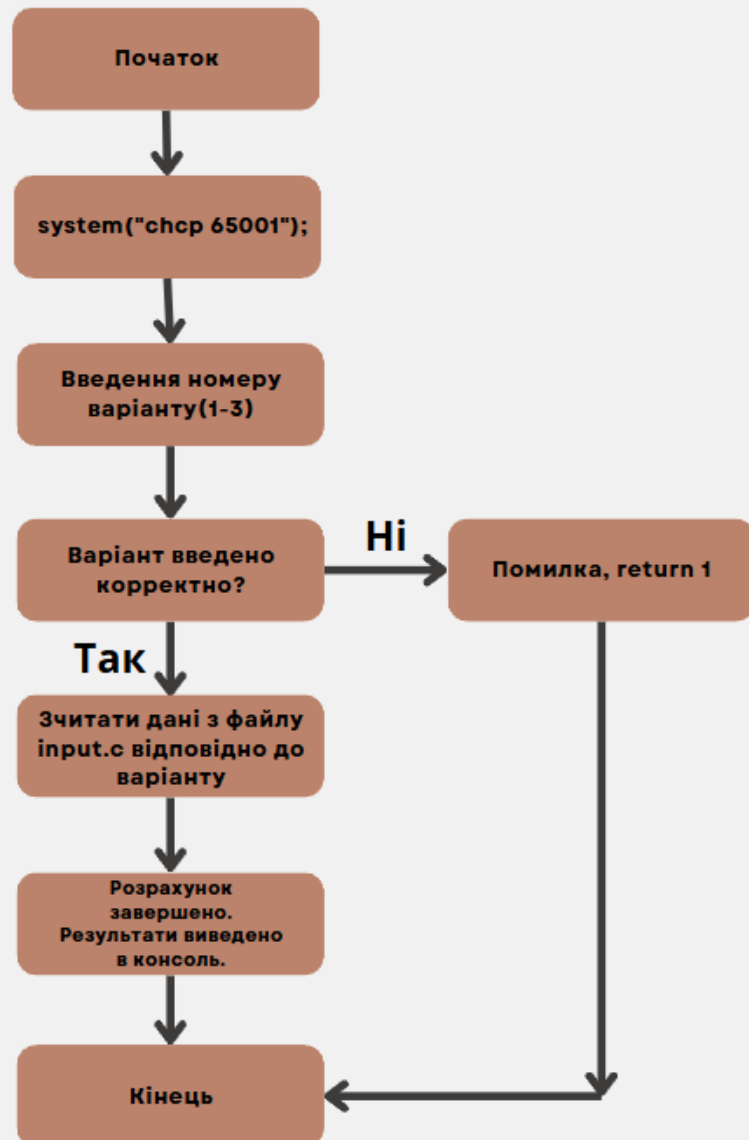 Початок
system("chcp 65001");
Введення номеру
варіанту(1-3)
Варіант введено
корректно?
Ні
Помилка, return 1
Так
Зчитати дані з файлу
input.c відповідно до
варіанту
Розрахунок
завершено.
Результати виведено
в консоль.
Кінець